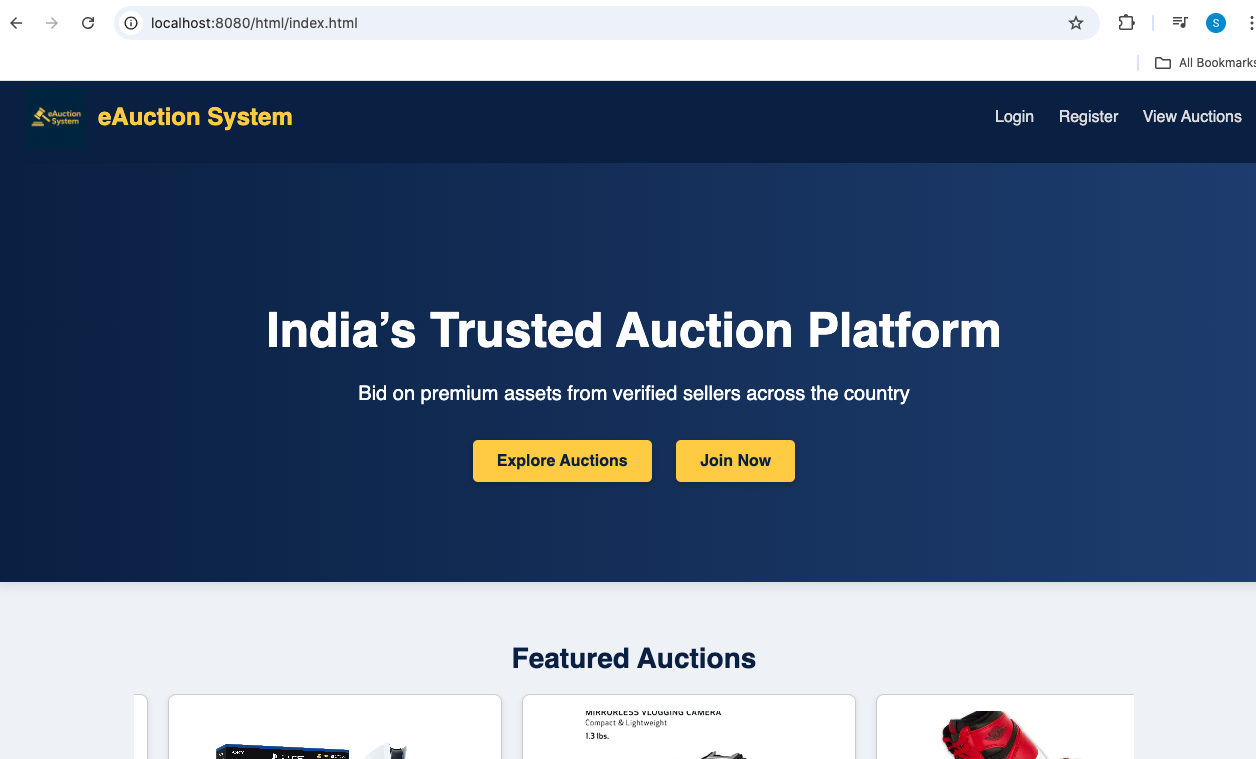 localhost:8080/html/index.html
S
All Bookmarks
eAuction
System
eAuction System
Login
Register
View Auctions
India’s Trusted Auction Platform
Bid on premium assets from verified sellers across the country
Explore Auctions
Join Now
Featured Auctions
MIRRORLESS VLOGGING CAMERA
Compact & Lightweight
1.3 lbs.
SONY